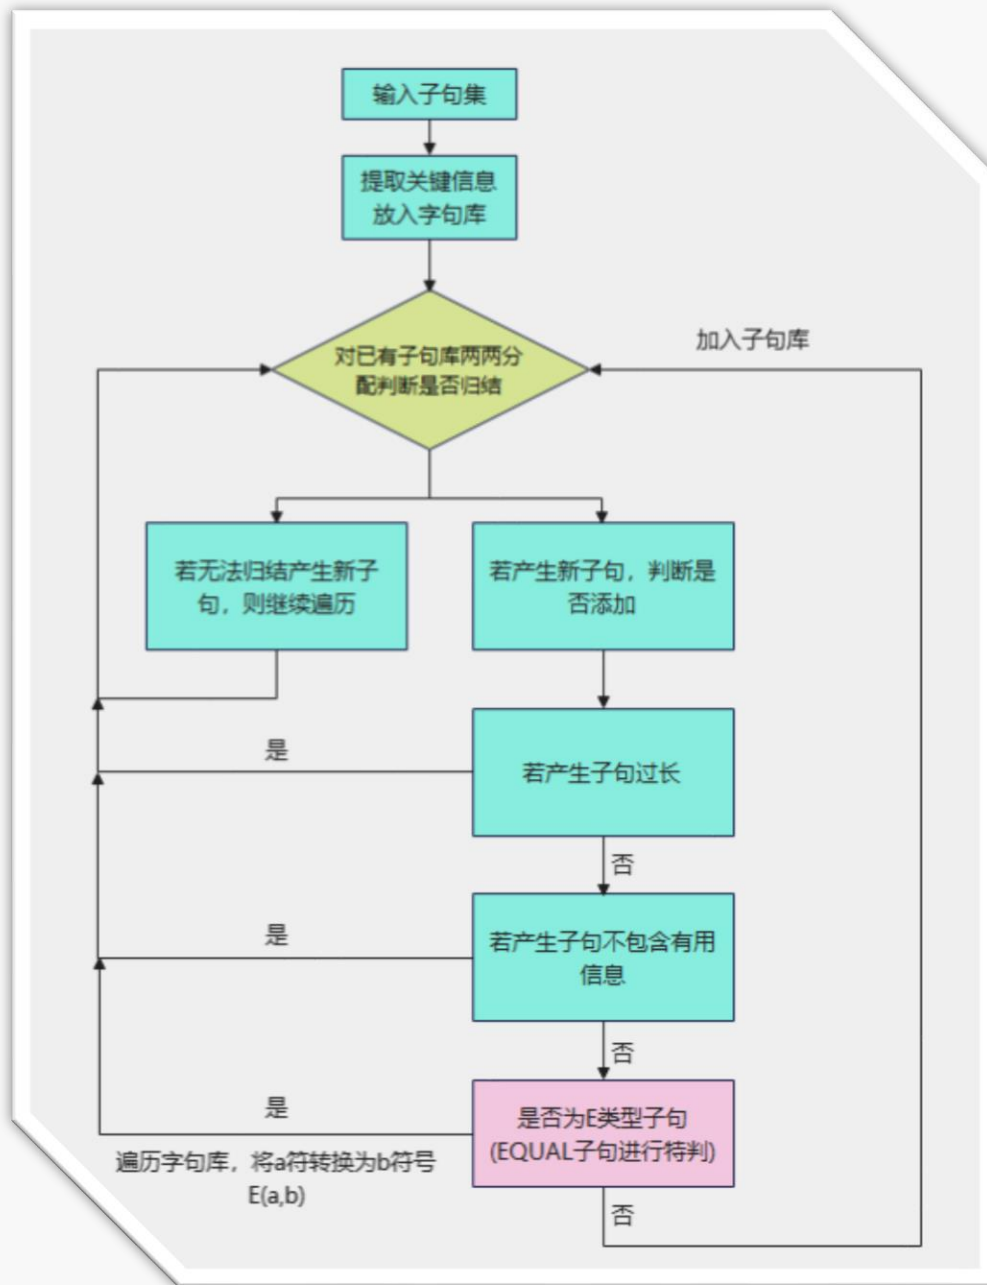 输入子句集
提取关键信息
放入字句库
对已有子句库两两分
配判断是否归结
加入子句库
若无法归结产生新子
句，则继续遍历
若产生新子句，判断是
否添加
是
若产生子句过长
否
是
若产生子句不包含有用
信息
否
是
是否为E类型子句
(EQUAL子句进行特判)
遍历字句库，将a符转换为b符号
E(a,b)
否